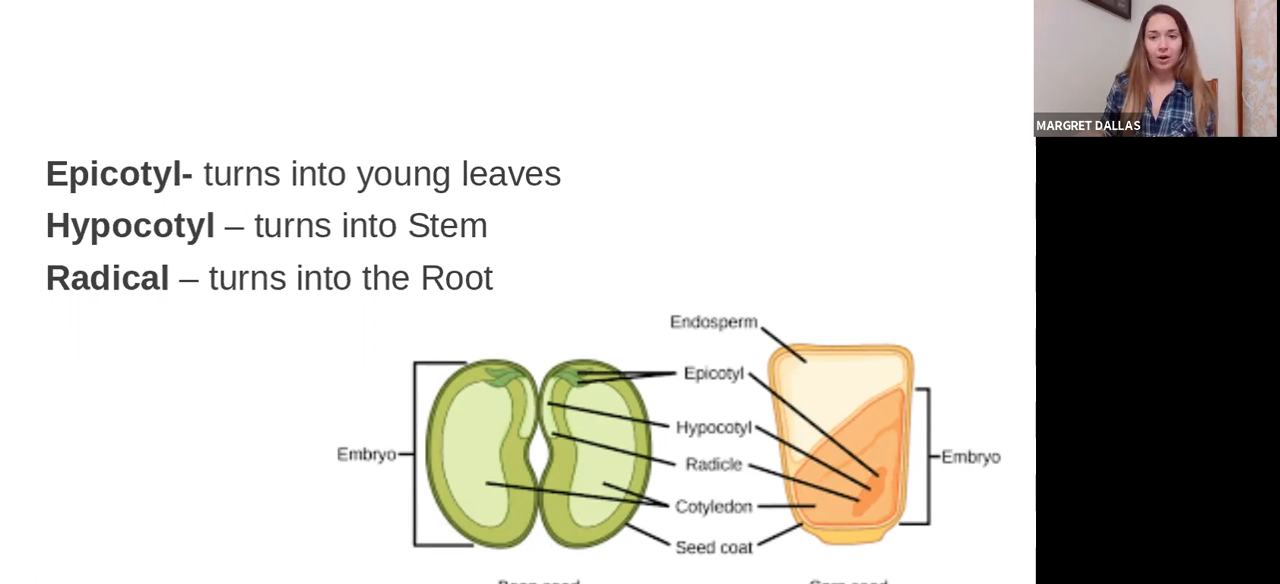 MARGRET DALLAS
Epicotyl- turns into young leaves
Hypocotyl – turns into Stem
Radical – turns into the Root
Endosperm
Epicotyl
Hypocotyl
Embryo
Embryo
Radicle
Cotyledon
Seed coat